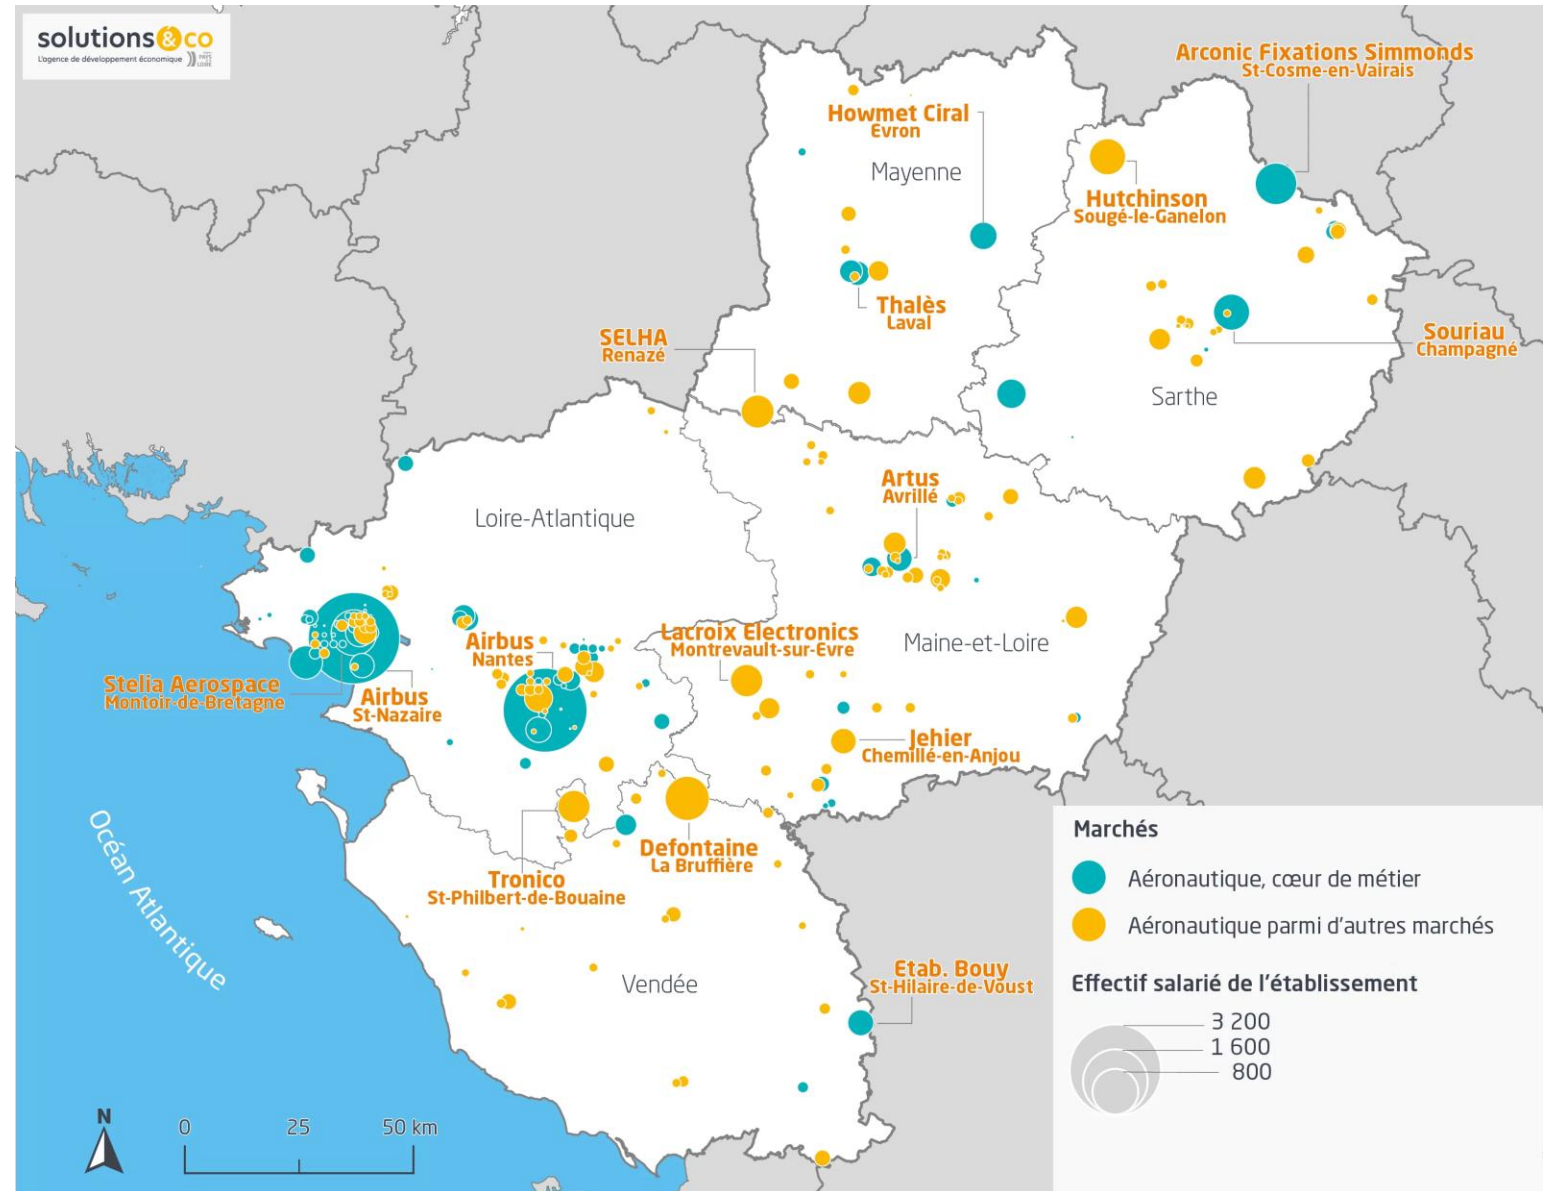 solutions&co
L'agence de développement économique
PAYS
DE LA
LOIRE
Arconic Fixations Simmonds
St-Cosme-en-Vairais
Howmet Ciral
Evron
Mayenne
Hutchinson
Sougé-le-Ganelon
Thalès
Laval
SELHA
Renazé
Souriau
Champagné
Sarthe
Artus
Avrillé
Loire-Atlantique
Airbus
Nantes
Lacroix Electronics
Montrevault-sur-Evre
Maine-et-Loire
Stelia Aerospace
Montoir-de-Bretagne
Airbus
St-Nazaire
Jehier
Chemillé-en-Anjou
Océan Atlantique
Defontaine
La Bruffière
Tronico
St-Philbert-de-Bouaine
Vendée
Etab. Bouy
St-Hilaire-de-Voust
Marchés
Aéronautique, cœur de métier
Aéronautique parmi d'autres marchés
Effectif salarié de l'établissement
3 200
1 600
800
N
0 25 50 km